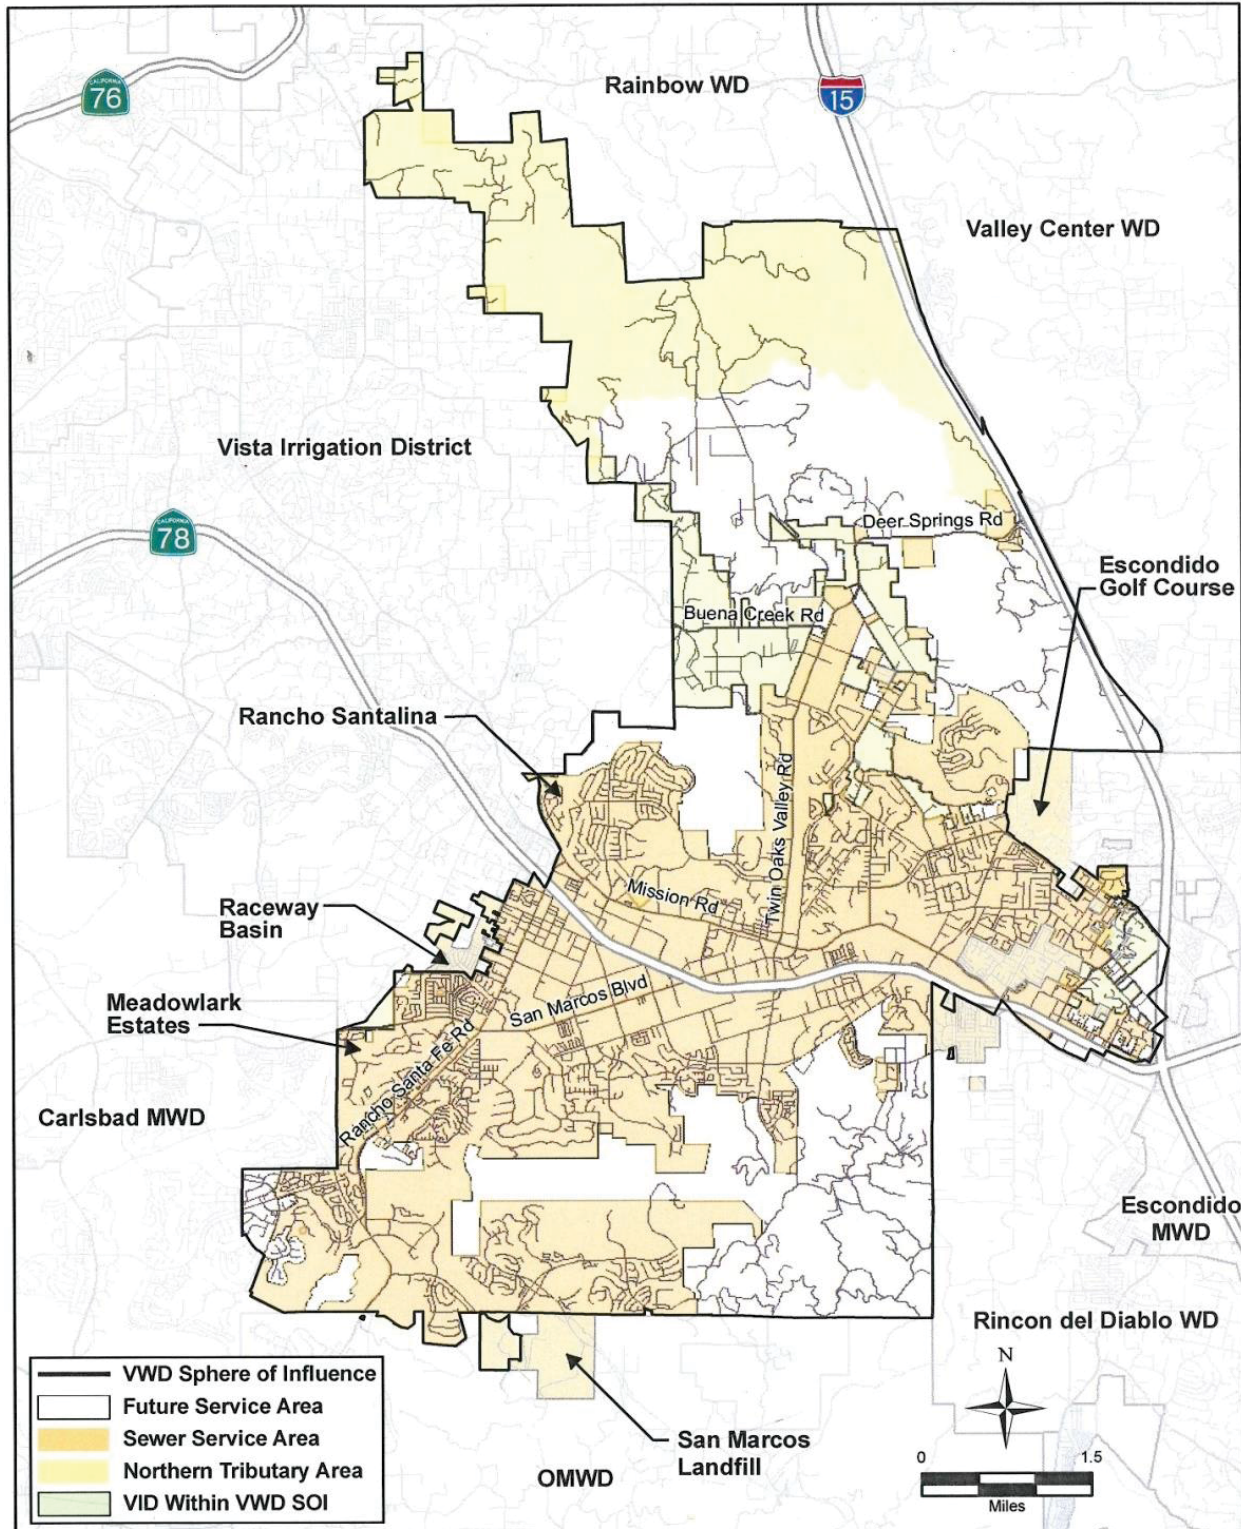 CALIFORNIA
76
Rainbow WD
15
Valley Center WD
Vista Irrigation District
CALIFORNIA
78
Deer Springs Rd
Escondido
Golf Course
Buena Creek Rd
Rancho Santalina
Twin Oaks Valley Rd
Mission Rd
Raceway
Basin
San Marcos Blvd
Meadowlark
Estates
Rancho Santa Fe Rd
Carlsbad MWD
Escondido
MWD
Rincon del Diablo WD
N
VWD Sphere of Influence
Future Service Area
Sewer Service Area
Northern Tributary Area
VID Within VWD SOI
San Marcos
Landfill
OMWD
0 1.5
Miles